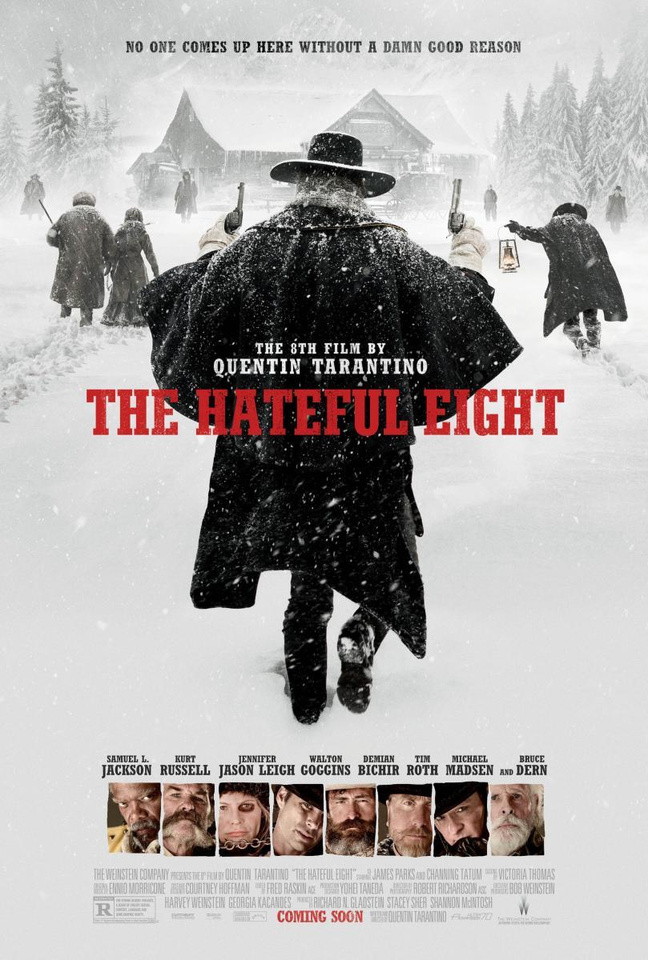 NO ONE COMES UP HERE WITHOUT A DAMN GOOD REASON
THE 8TH FILM BY
QUENTIN TARANTINO
THE HATEFUL EIGHT
SAMUEL L. JACKSON KURT RUSSELL JENNIFER JASON LEIGH WALTON GOGGINS DEMIAN BICHIR TIM ROTH MICHAEL MADSEN AND BRUCE DERN
THE WEINSTEIN COMPANY PRESENTS THE 8TH FILM BY QUENTIN TARANTINO "THE HATEFUL EIGHT" JAMES PARKS AND CHANNING TATUM VICTORIA THOMAS
ENNIO MORRICONE COURTNEY HOFFMAN FRED RASKIN ACE YOHEI TANEDA ROBERT RICHARDSON ASC BOB WEINSTEIN
HARVEY WEINSTEIN GEORGIA KACANDES RICHARD N. GLADSTEIN STACEY SHER SHANNON McINTOSH
R COMING SOON QUENTIN TARANTINO